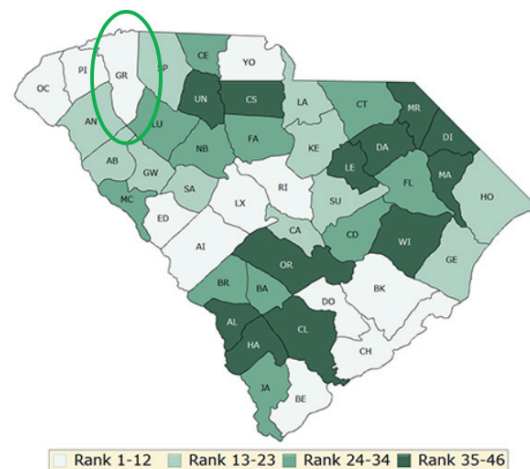 CE
YO
GR
SP
PI
OC
UN
CS
LA
CT
MR
AN
LU
DI
NB
FA
KE
DA
AB
GW
LE
MA
SA
RI
FL
HO
MC
LX
SU
ED
CA
CD
WI
AI
OR
GE
BR
BA
BK
DO
AL
CL
HA
CH
JA
BE
Rank 1-12 Rank 13-23 Rank 24-34 Rank 35-46